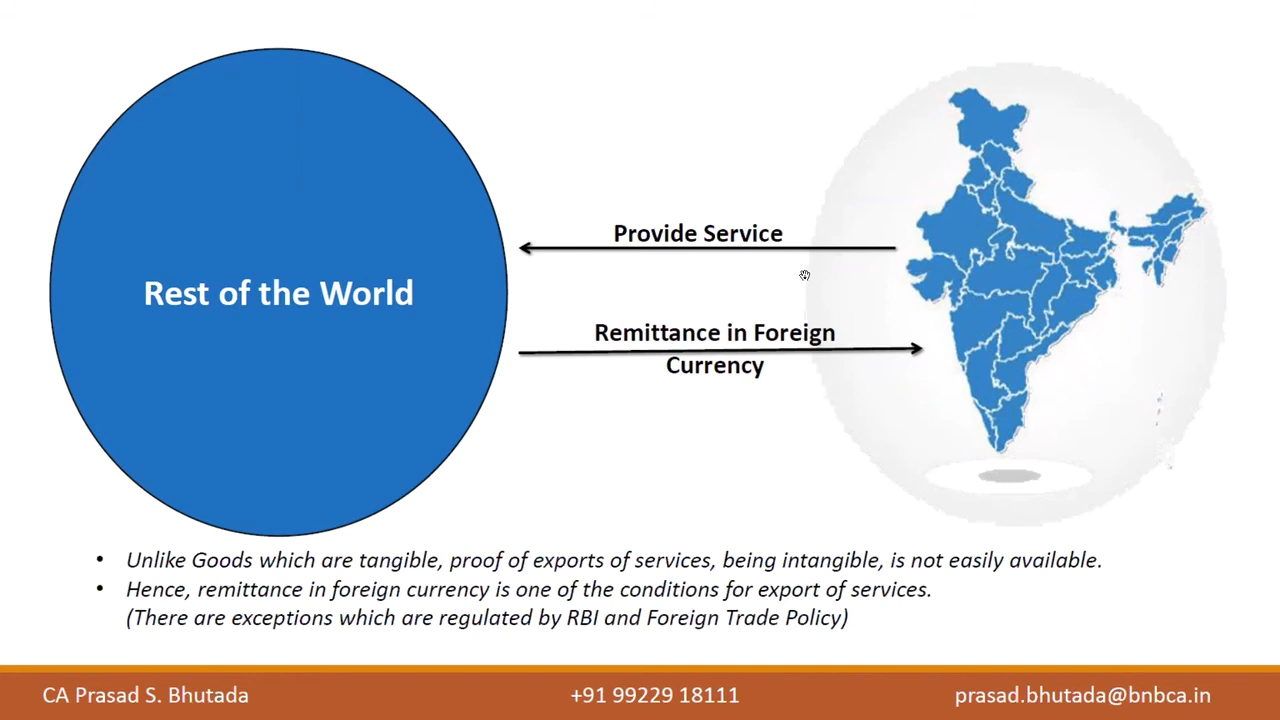 Provide Service
Rest of the World
Remittance in Foreign
Currency
• Unlike Goods which are tangible, proof of exports of services, being intangible, is not easily available.
• Hence, remittance in foreign currency is one of the conditions for export of services.
(There are exceptions which are regulated by RBI and Foreign Trade Policy)
CA Prasad S. Bhutada +91 99229 18111 prasad.bhutada@bnbca.in